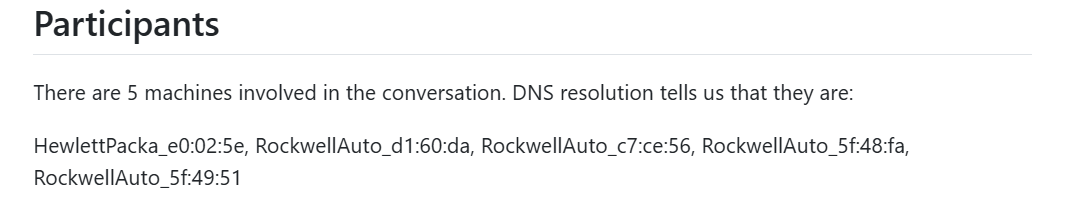 Participants
There are 5 machines involved in the conversation. DNS resolution tells us that they are:
HewlettPacka_e0:02:5e, RockwellAuto_d1:60:da, RockwellAuto_c7:ce:56, RockwellAuto_5f:48:fa,
RockwellAuto_5f:49:51